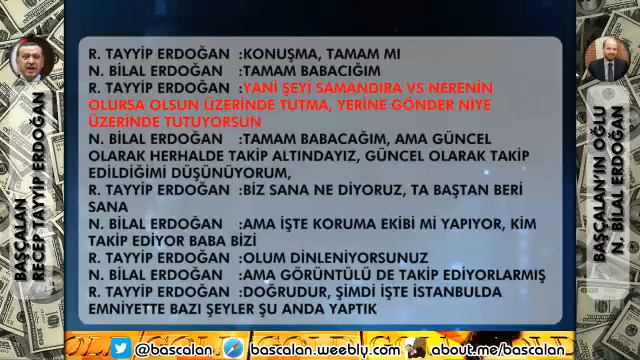 R. TAYYİP ERDOĞAN :KONUŞMA, TAMAM MI
N. BİLAL ERDOĞAN :TAMAM BABACIĞIM
R. TAYYİP ERDOĞAN :YANİ ŞEYİ SAMANDIRA VS NERENİN
OLURSA OLSUN ÜZERİNDE TUTMA, YERİNE GÖNDER NİYE
ÜZERİNDE TUTUYORSUN
N. BİLAL ERDOĞAN :TAMAM BABACAĞIM, AMA GÜNCEL
OLARAK HERHALDE TAKİP ALTINDAYIZ, GÜNCEL OLARAK TAKİP
EDİLDİĞİMİ DÜŞÜNÜYORUM,
R. TAYYİP ERDOĞAN :BİZ SANA NE DİYORUZ, TA BAŞTAN BERİ
SANA
N. BİLAL ERDOĞAN :AMA İŞTE KORUMA EKİBİ Mİ YAPIYOR, KİM
TAKİP EDİYOR BABA BİZİ
R. TAYYİP ERDOĞAN :OLUM DİNLENİYORSUNUZ
N. BİLAL ERDOĞAN :AMA GÖRÜNTÜLÜ DE TAKİP EDİYORLARMIŞ
R. TAYYİP ERDOĞAN :DOĞRUDUR, ŞİMDİ İŞTE İSTANBULDA
EMNİYETTE BAZI ŞEYLER ŞU ANDA YAPTIK
BAŞÇALAN
RECEP TAYYİP ERDOĞAN
BAŞÇALAN'IN OĞLU
N. BİLAL ERDOĞAN
@bascalan bascalan.weebly.com about.me/bascalan